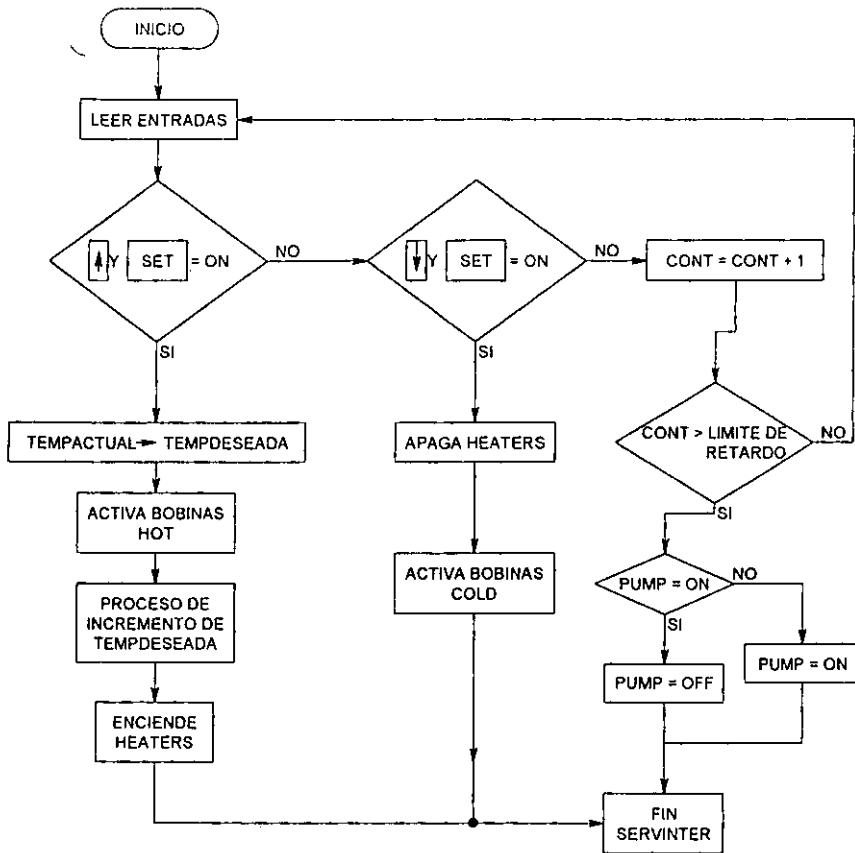 INICIO
LEER ENTRADAS
Y SET = ON
NO
SI
Y SET = ON
NO
SI
CONT = CONT + 1
CONT > LIMITE DE
RETARDO
NO
SI
TEMPACTUAL TEMPDESEADA
ACTIVA BOBINAS
HOT
PROCESO DE
INCREMENTO DE
TEMPDESEADA
ENCIENDE
HEATERS
APAGA HEATERS
ACTIVA BOBINAS
COLD
PUMP = ON
NO
SI
PUMP = OFF
PUMP = ON
FIN
SERVINTER